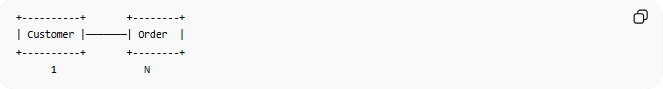 +----------+      +--------+
| Customer |──────| Order  |
+----------+      +--------+
     1              N